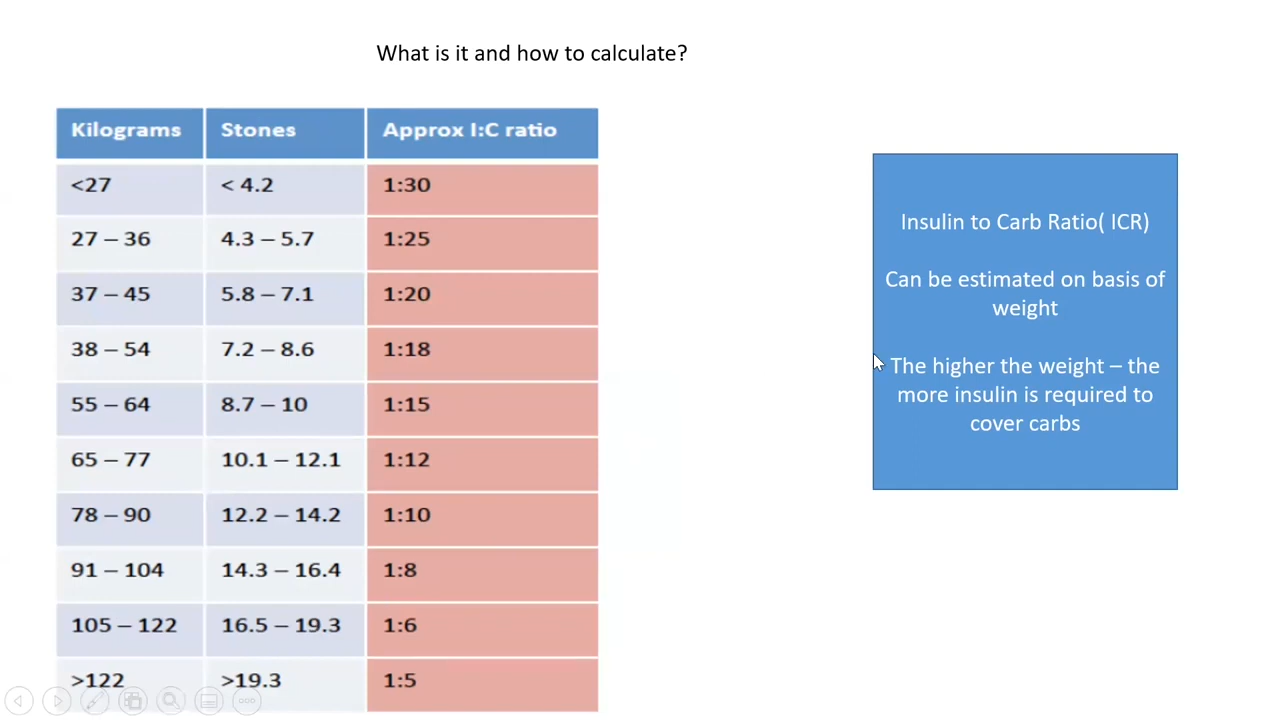 What is it and how to calculate?
Kilograms Stones Approx I:C ratio
<27 < 4.2 1:30
27 – 36 4.3 – 5.7 1:25
37 – 45 5.8 – 7.1 1:20
38 – 54 7.2 – 8.6 1:18
55 – 64 8.7 – 10 1:15
65 – 77 10.1 – 12.1 1:12
78 – 90 12.2 – 14.2 1:10
91 – 104 14.3 – 16.4 1:8
105 – 122 16.5 – 19.3 1:6
>122 >19.3 1:5
Insulin to Carb Ratio( ICR)
Can be estimated on basis of
weight
The higher the weight – the
more insulin is required to
cover carbs